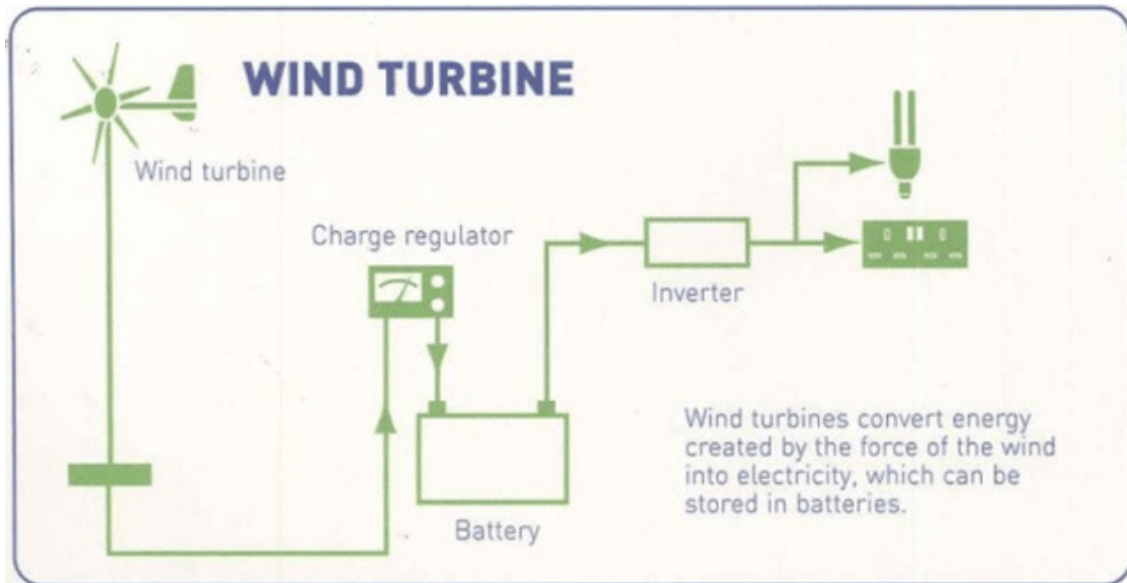 WIND TURBINE
Wind turbine
Charge regulator
Inverter
Battery
Wind turbines convert energy
created by the force of the wind
into electricity, which can be
stored in batteries.